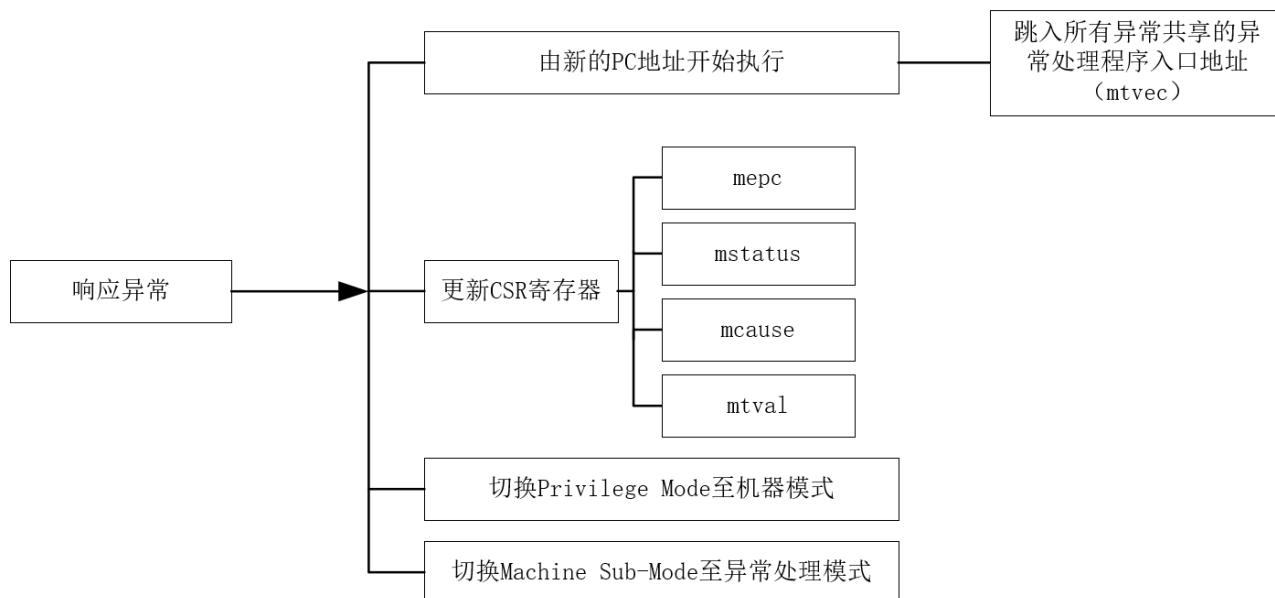 由新的PC地址开始执行
跳入所有异常共享的异
常处理程序入口地址
（mtvec）
响应异常
更新CSR寄存器
mepc
mstatus
mcause
mtval
切换Privilege Mode至机器模式
切换Machine Sub-Mode至异常处理模式